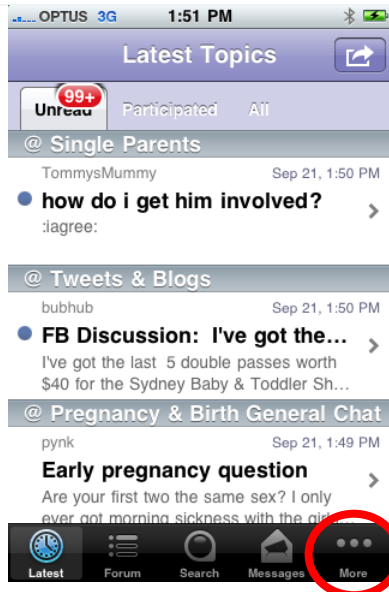 OPTUS 3G 1:51 PM
Latest Topics
99+
Unread Participated All
@ Single Parents
TommysMummy Sep 21, 1:50 PM
how do i get him involved?
:iagree:
@ Tweets & Blogs
bubhub Sep 21, 1:50 PM
FB Discussion: I've got the...
I've got the last 5 double passes worth
$40 for the Sydney Baby & Toddler Sh...
@ Pregnancy & Birth General Chat
pynk Sep 21, 1:49 PM
Early pregnancy question
Are your first two the same sex? I only
ever got morning sickness with the girl
Latest Forum Search Messages More